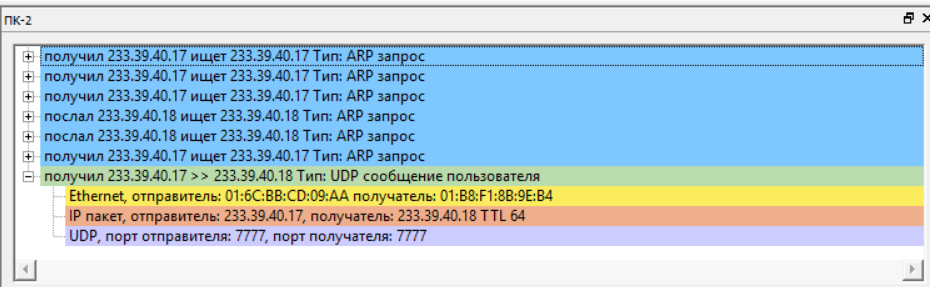 ПК-2
получил 233.39.40.17 ищет 233.39.40.17 Тип: ARP запрос
получил 233.39.40.17 ищет 233.39.40.17 Тип: ARP запрос
получил 233.39.40.17 ищет 233.39.40.17 Тип: ARP запрос
послал 233.39.40.18 ищет 233.39.40.18 Тип: ARP запрос
послал 233.39.40.18 ищет 233.39.40.18 Тип: ARP запрос
получил 233.39.40.17 ищет 233.39.40.17 Тип: ARP запрос
получил 233.39.40.17 >> 233.39.40.18 Тип: UDP сообщение пользователя
Ethernet, отправитель: 01:6C:BB:CD:09:AA получатель: 01:B8:F1:8B:9E:B4
IP пакет, отправитель: 233.39.40.17, получатель: 233.39.40.18 TTL 64
UDP, порт отправителя: 7777, порт получателя: 7777